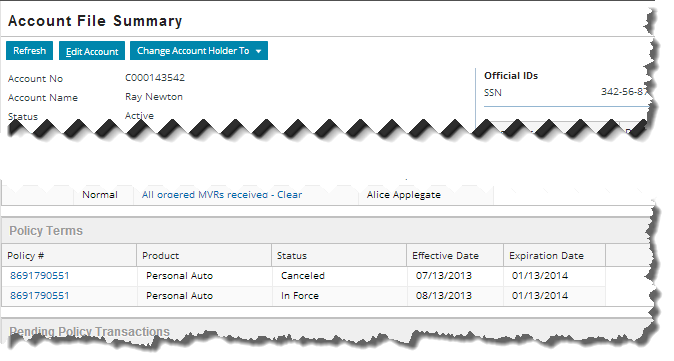 Account File Summary
Refresh Edit Account Change Account Holder To
Account No C000143542 Official IDs
Account Name Ray Newton SSN 342-56-87
Status Active
Normal All ordered MVRs received - Clear Alice Applegate
Policy Terms
Policy # Product Status Effective Date Expiration Date
8691790551 Personal Auto Canceled 07/13/2013 01/13/2014
8691790551 Personal Auto In Force 08/13/2013 01/13/2014
Pending Policy Transactions